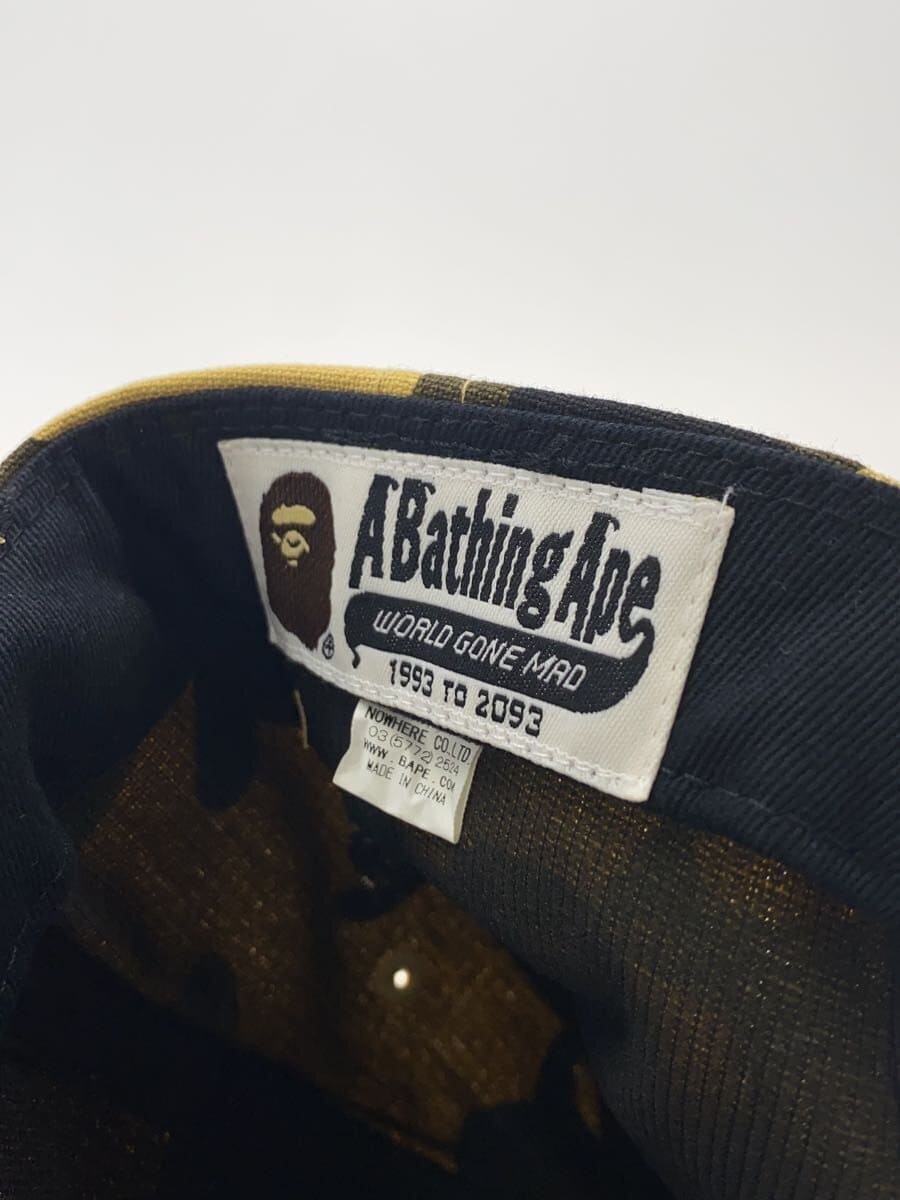 A Bathing Ape
WORLD GONE MAD
1993 TO 2093
®
NOWHERE CO.LTD
03(5772)2524
WWW.BAPE.COM
MADE IN CHINA